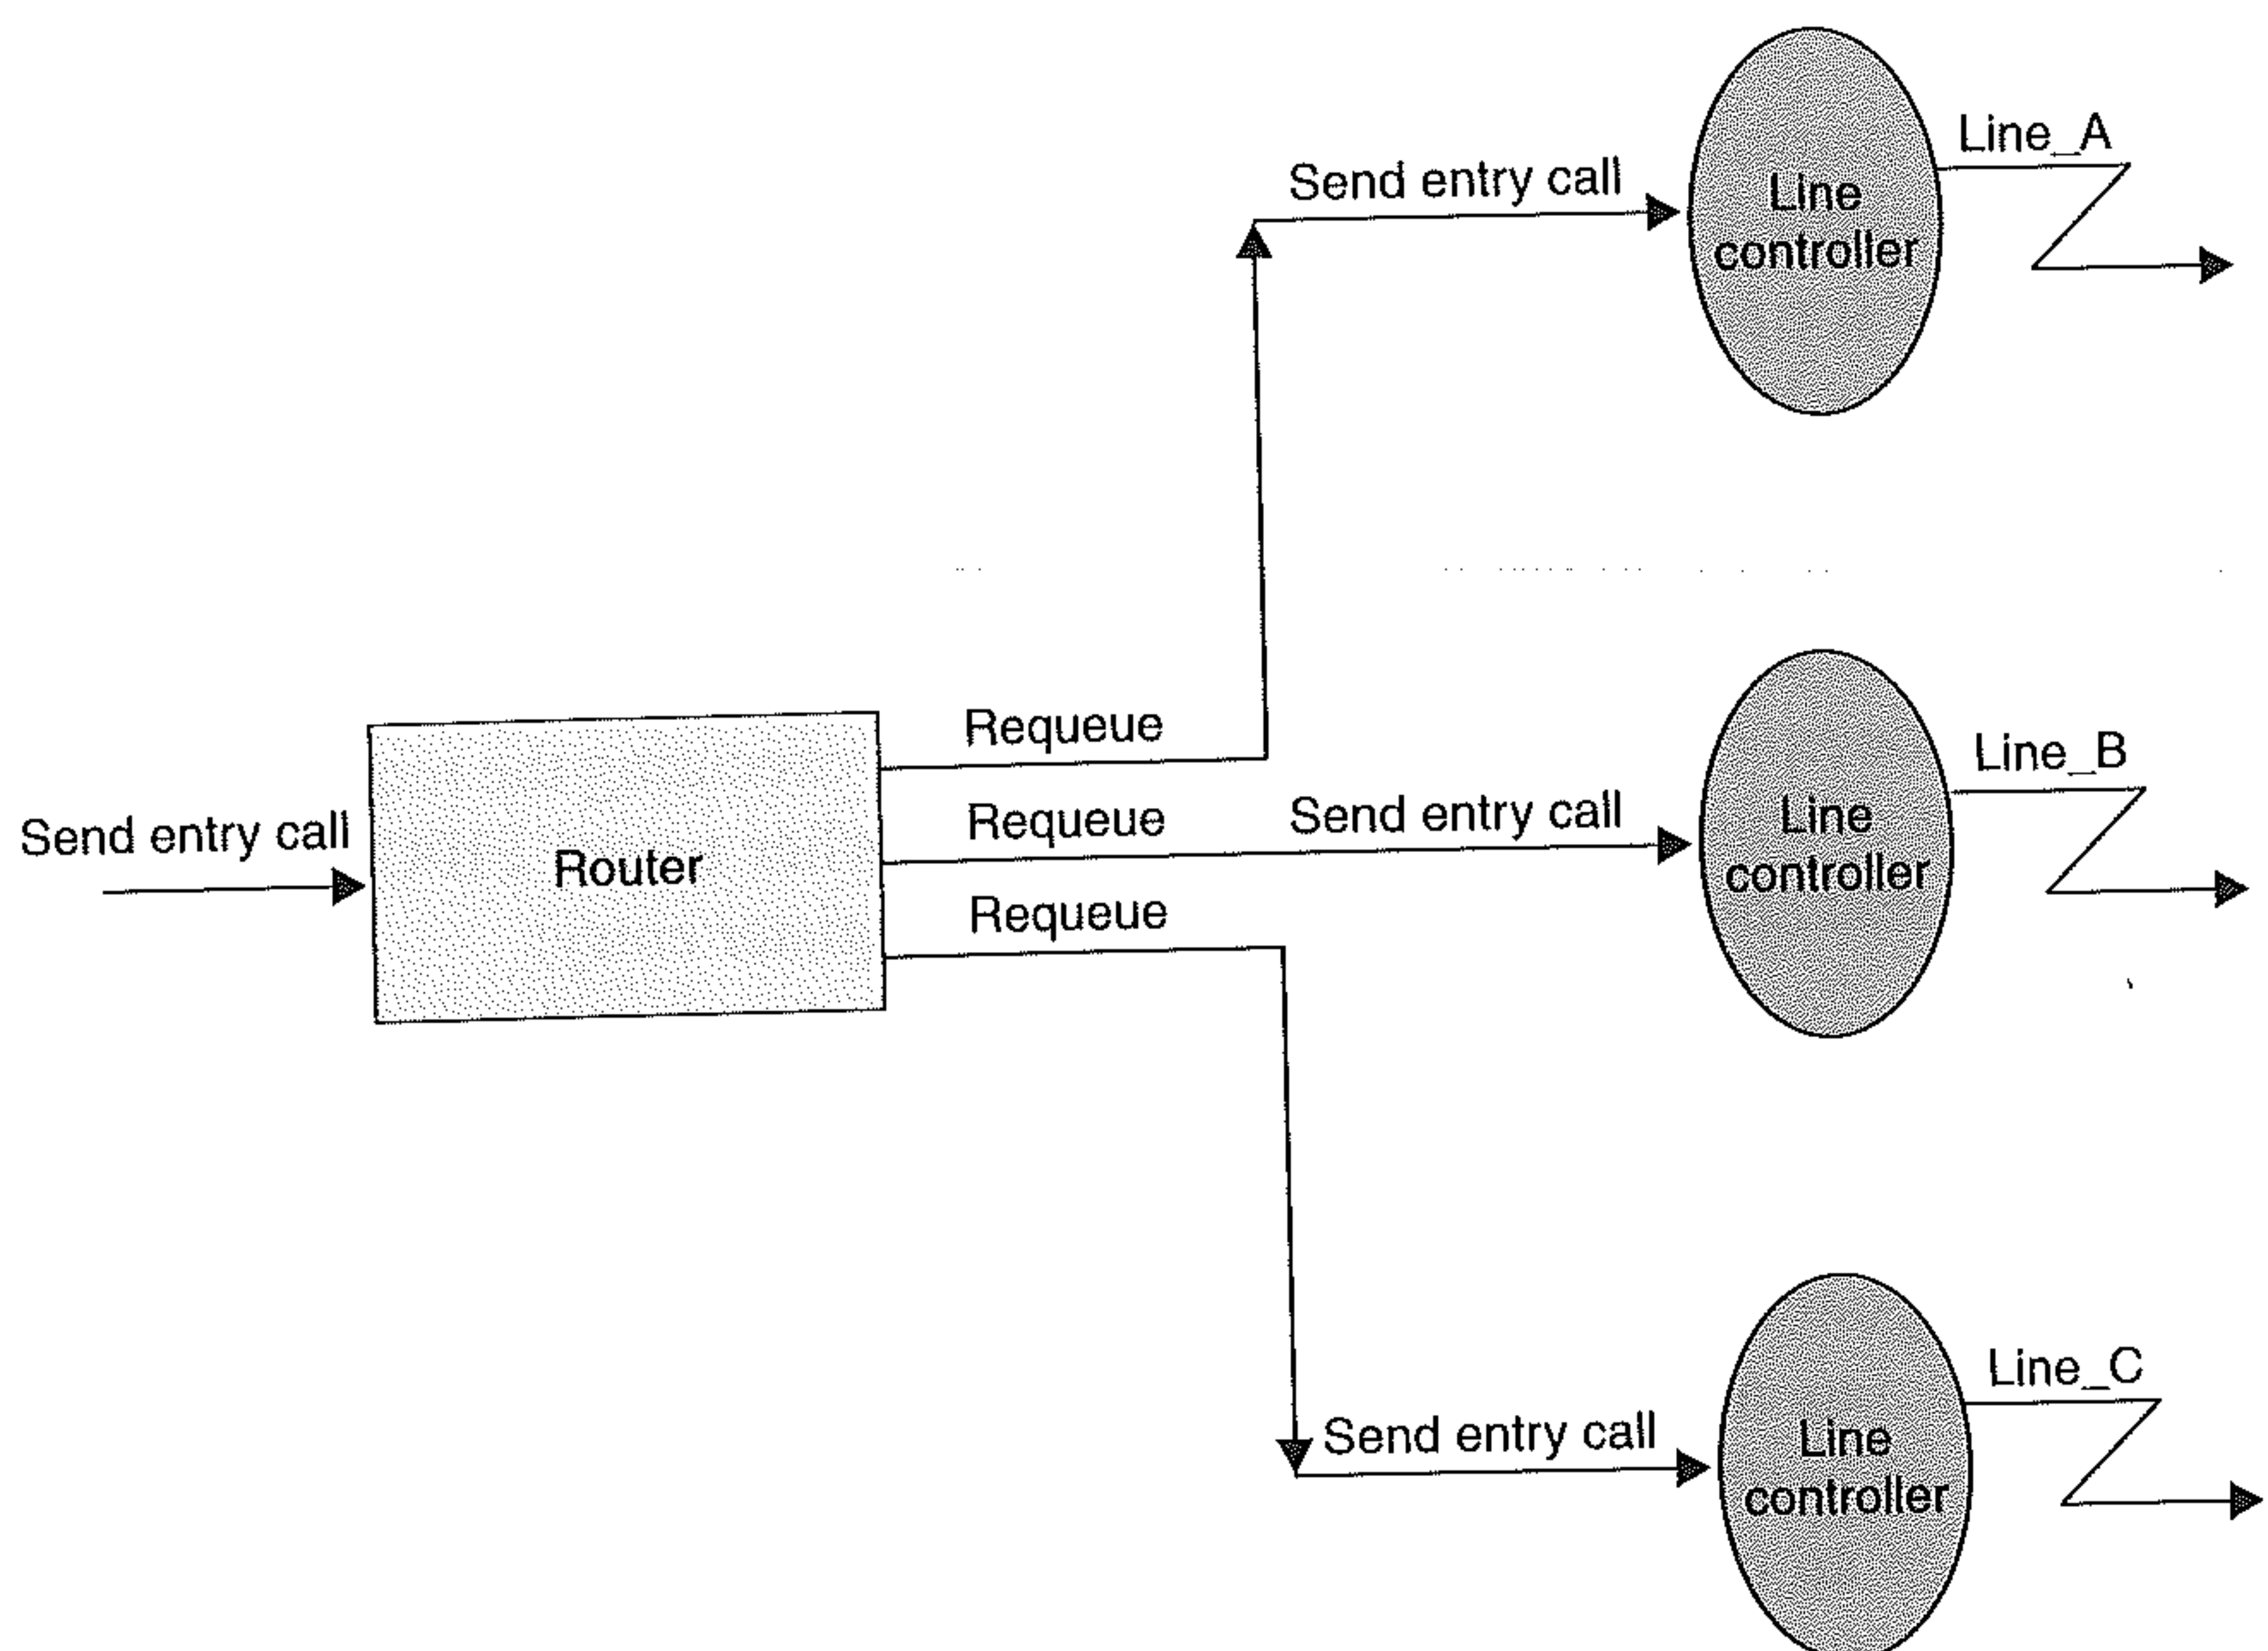 Line_A
Send entry call
Line
controller
Requeue
Line_B
Requeue
Send entry call
Line
controller
Send entry call
Router
Requeue
Line_C
Send entry call
Line
controller